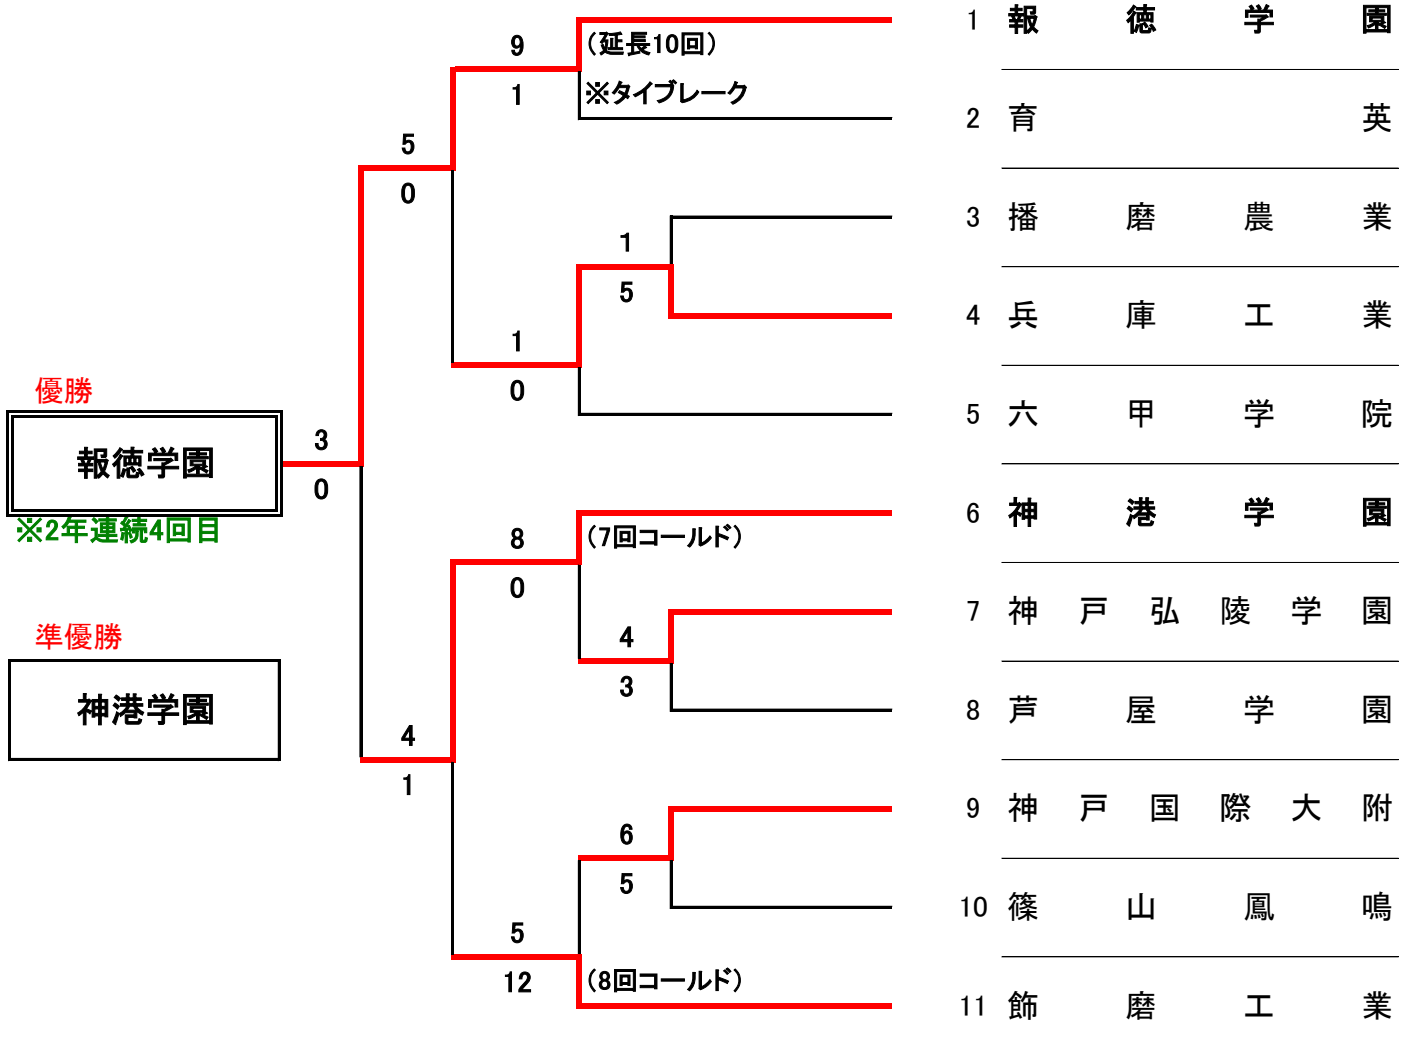 1 報徳学園
9 (延長10回)
1 ※タイブレーク
2 育英
5
0
3 播磨農業
1
5
4 兵庫工業
1
0
5 六甲学院
優勝
報徳学園
3
0
※2年連続4回目
6 神港学園
8 (7回コールド)
0
7 神戸弘陵学園
4
3
準優勝
神港学園
8 芦屋学園
4
1
9 神戸国際大附
6
5
10 篠山鳳鳴
5
12 (8回コールド)
11 飾磨工業